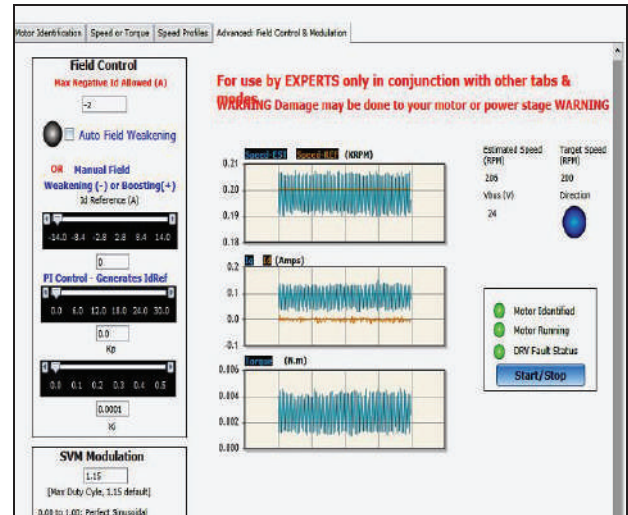 Motor Identification Speed or Torque Speed Profiles Advanced: Field Control & Modulation
Field Control
Max Negative Id Allowed (A)
-2
Auto Field Weakening
OR Manual Field
Weakening (-) or Boosting(+)
Id Reference (A)
-14.0 -8.4 -2.8 2.8 8.4 14.0
0
PI Control - Generates IdRef
0.0 6.0 12.0 18.0 24.0 30.0
0.0
Kp
0.0 0.1 0.2 0.3 0.4 0.5
0.0001
Ki
SVM Modulation
1.15
[Max Duty Cyle, 1.15 default]
0.00 to 1.00: Perfect Sinusoidal
For use by EXPERTS only in conjunction with other tabs &
modes
WARNING Damage may be done to your motor or power stage WARNING
Speed EST Speed REF (KRPM)
0.21
0.20
0.19
0.18
Iq Id (Amps)
0.2
0.1
0.0
-0.1
Torque (N.m)
0.006
0.004
0.002
0.000
Estimated Speed (RPM)
206
Target Speed (RPM)
200
Vbus (V)
24
Direction
Motor Identified
Motor Running
DRV Fault Status
Start/Stop